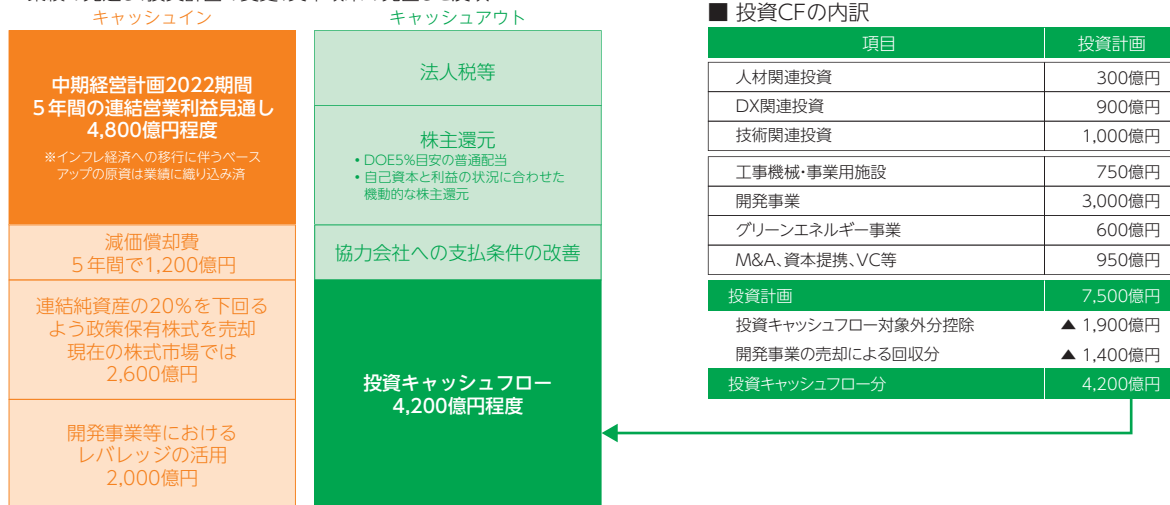 キャッシュイン
中期経営計画2022期間
5年間の連結営業利益見通し
4,800億円程度
※インフレ経済への移行に伴うベース
アップの原資は業績に織り込み済
減価償却費
5年間で1,200億円
連結純資産の20%を下回る
よう政策保有株式を売却
現在の株式市場では
2,600億円
開発事業等における
レバレッジの活用
2,000億円
キャッシュアウト
法人税等
株主還元
• DOE5%目安の普通配当
• 自己資本と利益の状況に合わせた
機動的な株主還元
協力会社への支払条件の改善
投資キャッシュフロー
4,200億円程度
■ 投資CFの内訳
項目 投資計画
人材関連投資 300億円
DX関連投資 900億円
技術関連投資 1,000億円
工事機械・事業用施設 750億円
開発事業 3,000億円
グリーンエネルギー事業 600億円
M&A、資本提携、VC等 950億円
投資計画 7,500億円
投資キャッシュフロー対象外分控除 ▲ 1,900億円
開発事業の売却による回収分 ▲ 1,400億円
投資キャッシュフロー分 4,200億円